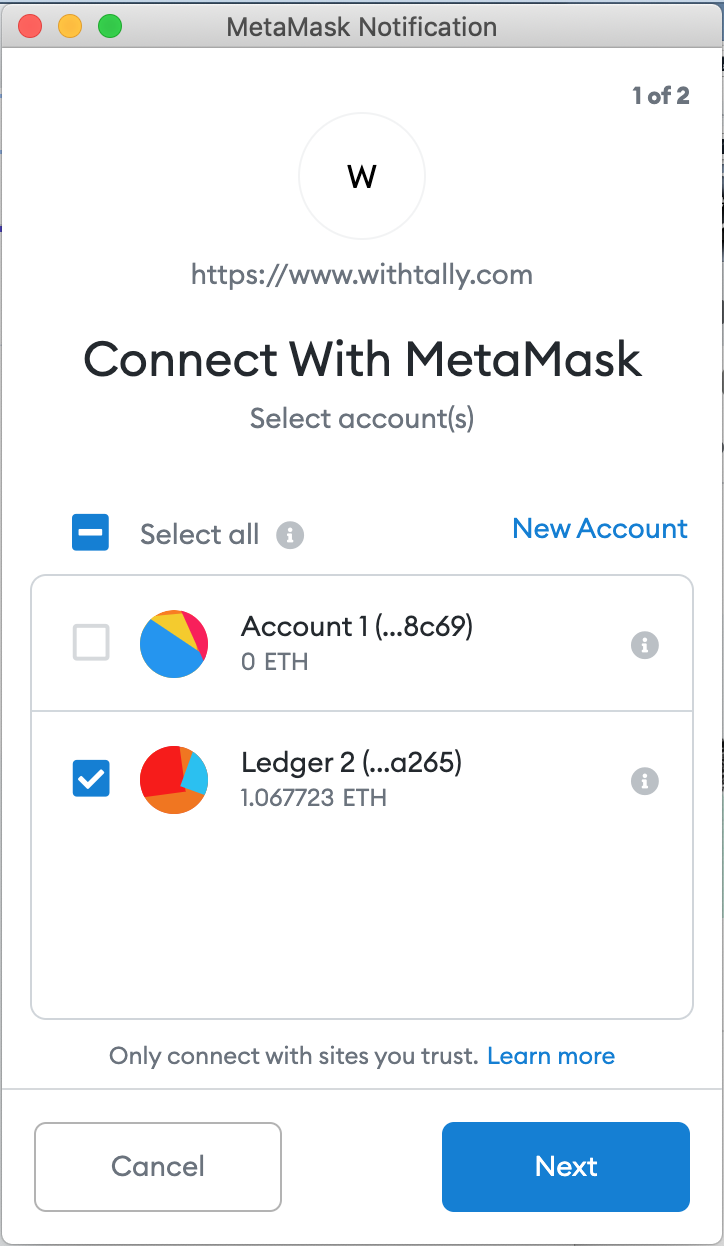 MetaMask Notification
1 of 2
W
https://www.withtally.com
Connect With MetaMask
Select account(s)
Select all
New Account
Account 1 (...8c69)
0 ETH
Ledger 2 (...a265)
1.067723 ETH
Only connect with sites you trust. Learn more
Cancel
Next